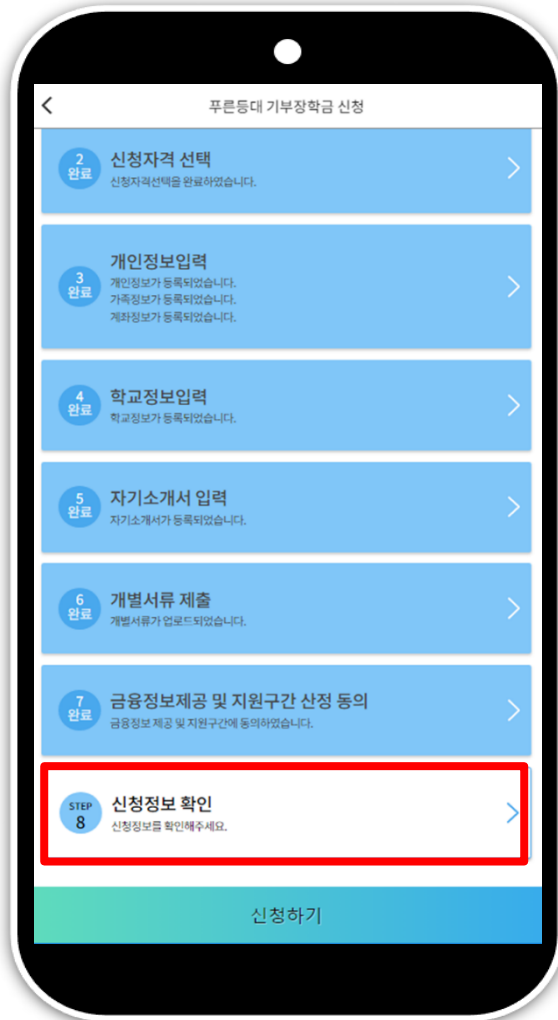 푸른등대 기부장학금 신청
2
완료
신청자격 선택
신청자격선택을 완료하였습니다.
3
완료
개인정보입력
개인정보가 등록되었습니다.
가족정보가 등록되었습니다.
계좌정보가 등록되었습니다.
4
완료
학교정보입력
학교정보가 등록되었습니다.
5
완료
자기소개서 입력
자기소개서가 등록되었습니다.
6
완료
개별서류 제출
개별서류가 업로드되었습니다.
7
완료
금융정보제공 및 지원구간 산정 동의
금융정보 제공 및 지원구간에 동의하였습니다.
STEP
8
신청정보 확인
신청정보를 확인해주세요.
신청하기